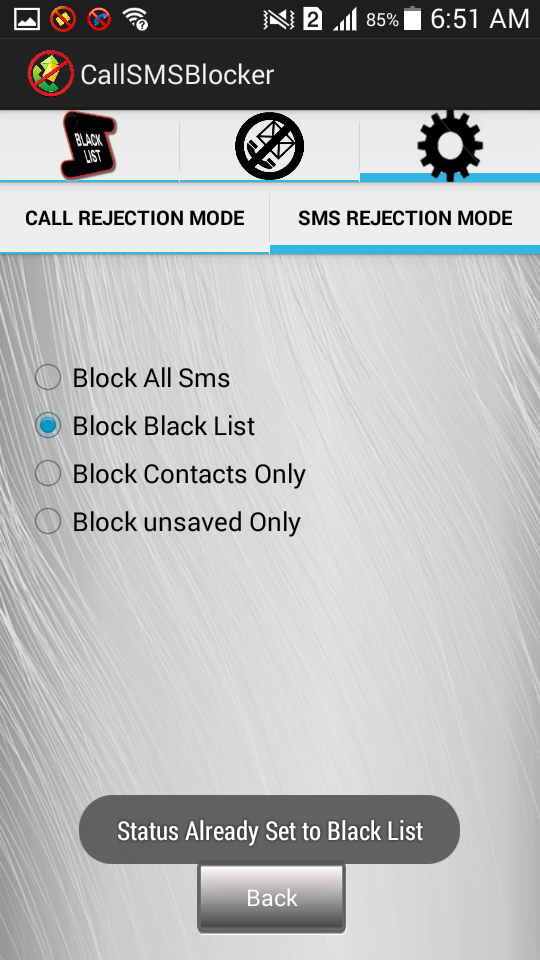 2 85% 6:51 AM
CallSMSBlocker
BLACK
LIST
CALL REJECTION MODE SMS REJECTION MODE
Block All Sms
Block Black List
Block Contacts Only
Block unsaved Only
Status Already Set to Black List
Back